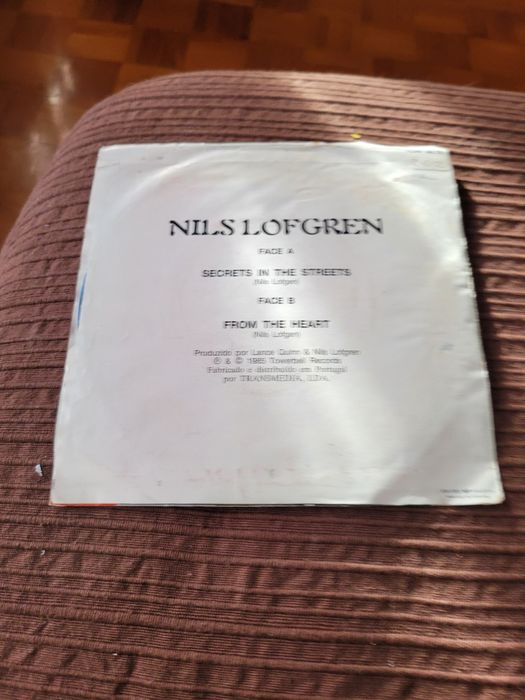 NILS LOFGREN
FACE A
SECRETS IN THE STREETS
(Nils Lofgren)
FACE B
FROM THE HEART
(Nils Lofgren)
Produzido por Lance Quinn & Nils Lofgren
℗ & © 1985 Towerbell Records
Fabricado e distribuído em Portugal
por TRANSMEDIA, LDA.